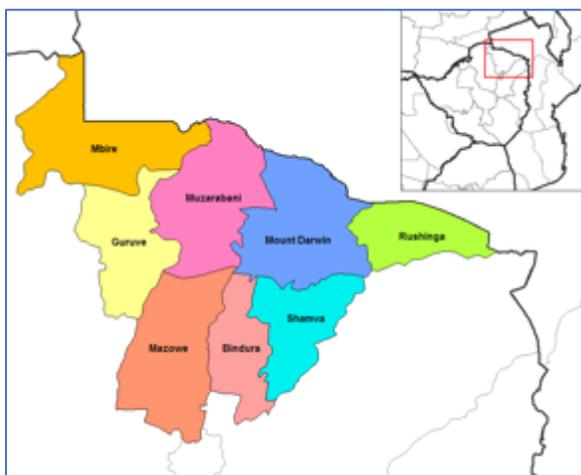 Mbire
Muzarabani
Guruve
Mount Darwin
Rushinga
Shamva
Mazowe
Bindura